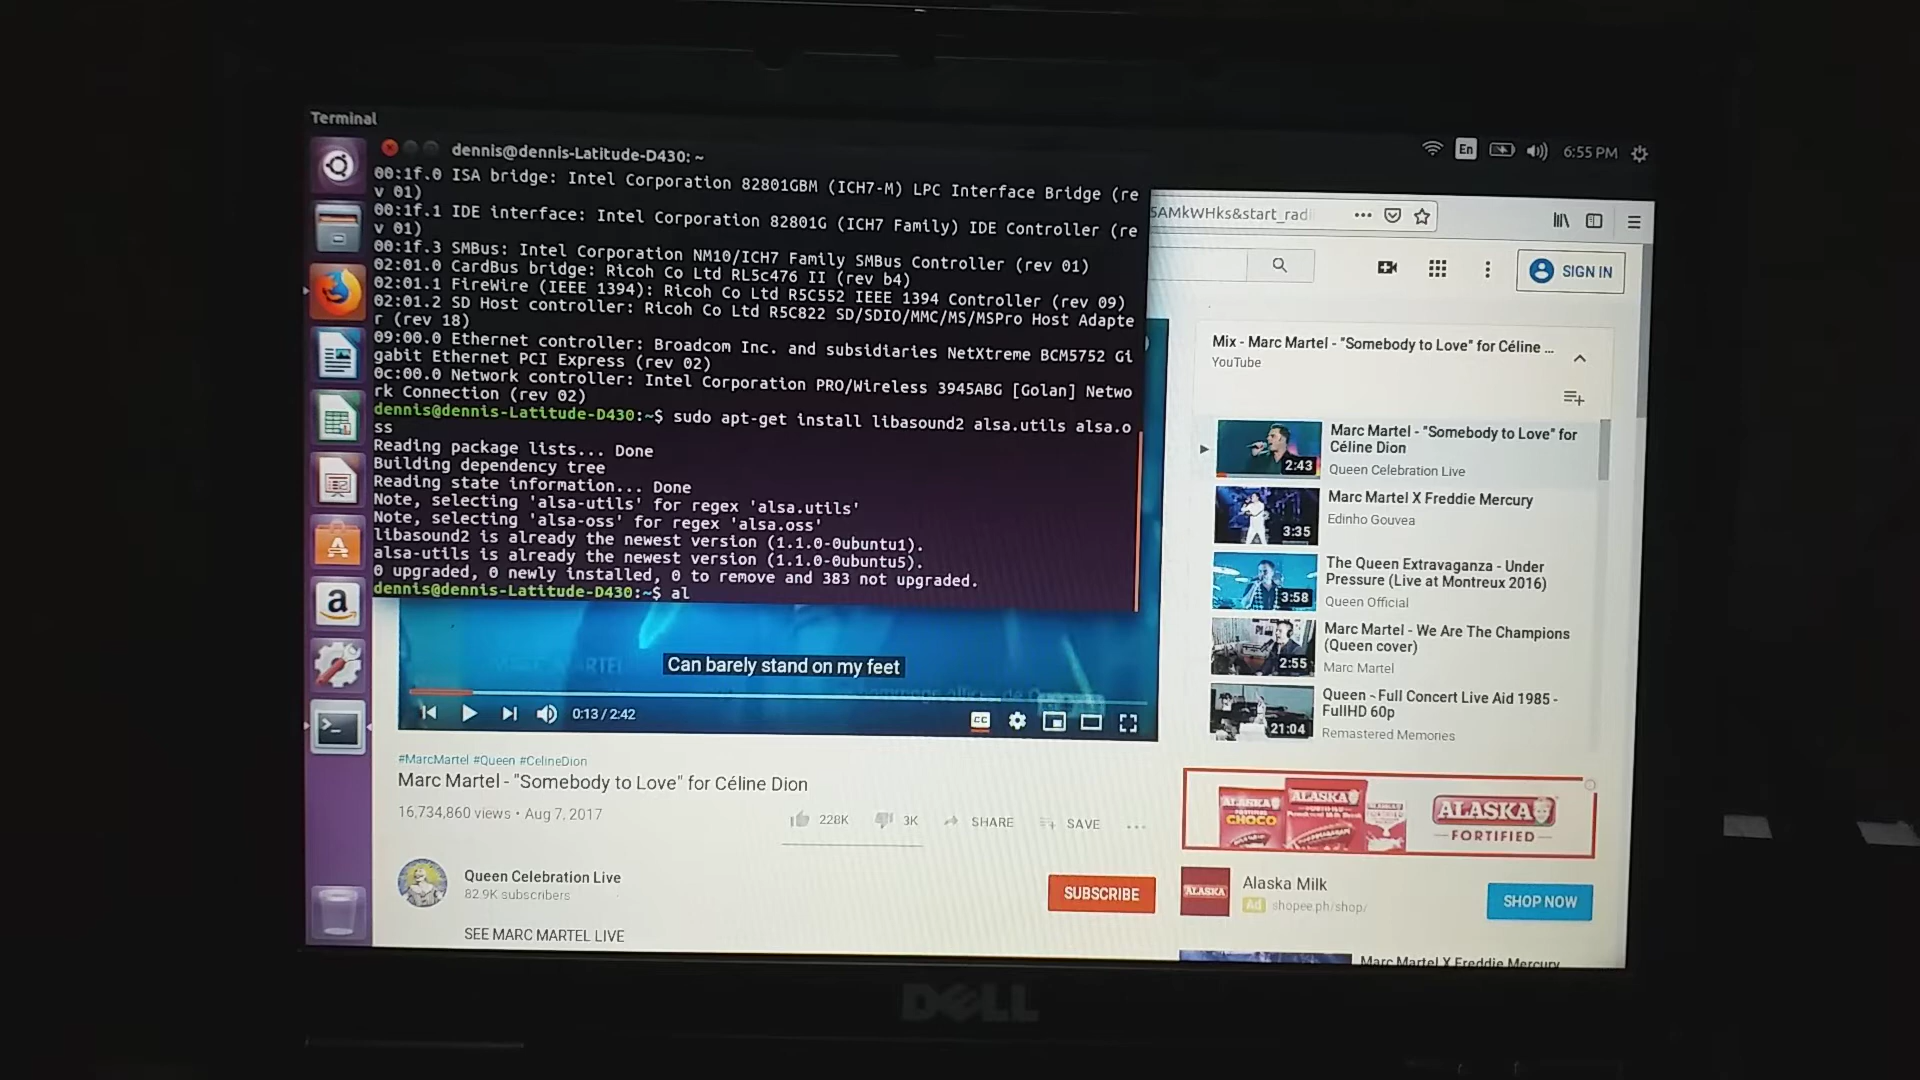 Terminal
dennis@dennis-Latitude-D430: ~
En
6:55 PM
00:1f.0 ISA bridge: Intel Corporation 82801GBM (ICH7-M) LPC Interface Bridge (re
v 01)
00:1f.1 IDE interface: Intel Corporation 82801G (ICH7 Family) IDE Controller (re
v 01)
00:1f.3 SMBus: Intel Corporation NM10/ICH7 Family SMBus Controller (rev 01)
02:01.0 CardBus bridge: Ricoh Co Ltd RL5c476 II (rev b4)
02:01.1 FireWire (IEEE 1394): Ricoh Co Ltd R5C552 IEEE 1394 Controller (rev 09)
02:01.2 SD Host controller: Ricoh Co Ltd R5C822 SD/SDIO/MMC/MS/MSPro Host Adapte
r (rev 18)
09:00.0 Ethernet controller: Broadcom Inc. and subsidiaries NetXtreme BCM5752 Gi
gabit Ethernet PCI Express (rev 02)
0c:00.0 Network controller: Intel Corporation PRO/Wireless 3945ABG [Golan] Netwo
rk Connection (rev 02)
dennis@dennis-Latitude-D430:~$ sudo apt-get install libasound2 alsa.utils alsa.o
ss
Reading package lists... Done
Building dependency tree
Reading state information... Done
Note, selecting 'alsa-utils' for regex 'alsa.utils'
Note, selecting 'alsa-oss' for regex 'alsa.oss'
libasound2 is already the newest version (1.1.0-0ubuntu1).
alsa-utils is already the newest version (1.1.0-0ubuntu5).
0 upgraded, 0 newly installed, 0 to remove and 383 not upgraded.
dennis@dennis-Latitude-D430:~$ al
5AMkWHks&start_rad
SIGN IN
Can barely stand on my feet
0:13 / 2:42
CC
#MarcMartel #Queen #CelineDion
Marc Martel - "Somebody to Love" for Céline Dion
16,734,860 views • Aug 7, 2017
228K
3K
SHARE
SAVE
Queen Celebration Live
82.9K subscribers
SUBSCRIBE
SEE MARC MARTEL LIVE
Mix - Marc Martel - "Somebody to Love" for Céline ...
YouTube
2:43
Marc Martel - "Somebody to Love" for
Céline Dion
Queen Celebration Live
3:35
Marc Martel X Freddie Mercury
Edinho Gouvea
3:58
The Queen Extravaganza - Under
Pressure (Live at Montreux 2016)
Queen Official
2:55
Marc Martel - We Are The Champions
(Queen cover)
Marc Martel
21:04
Queen - Full Concert Live Aid 1985 -
FullHD 60p
Remastered Memories
ALASKA
CHOCO
ALASKA
ALASKA
ALASKA
FORTIFIED
ALASKA
Alaska Milk
Ad shopee.ph/shop/
SHOP NOW
Marc Martel X Freddie Mercury
DELL